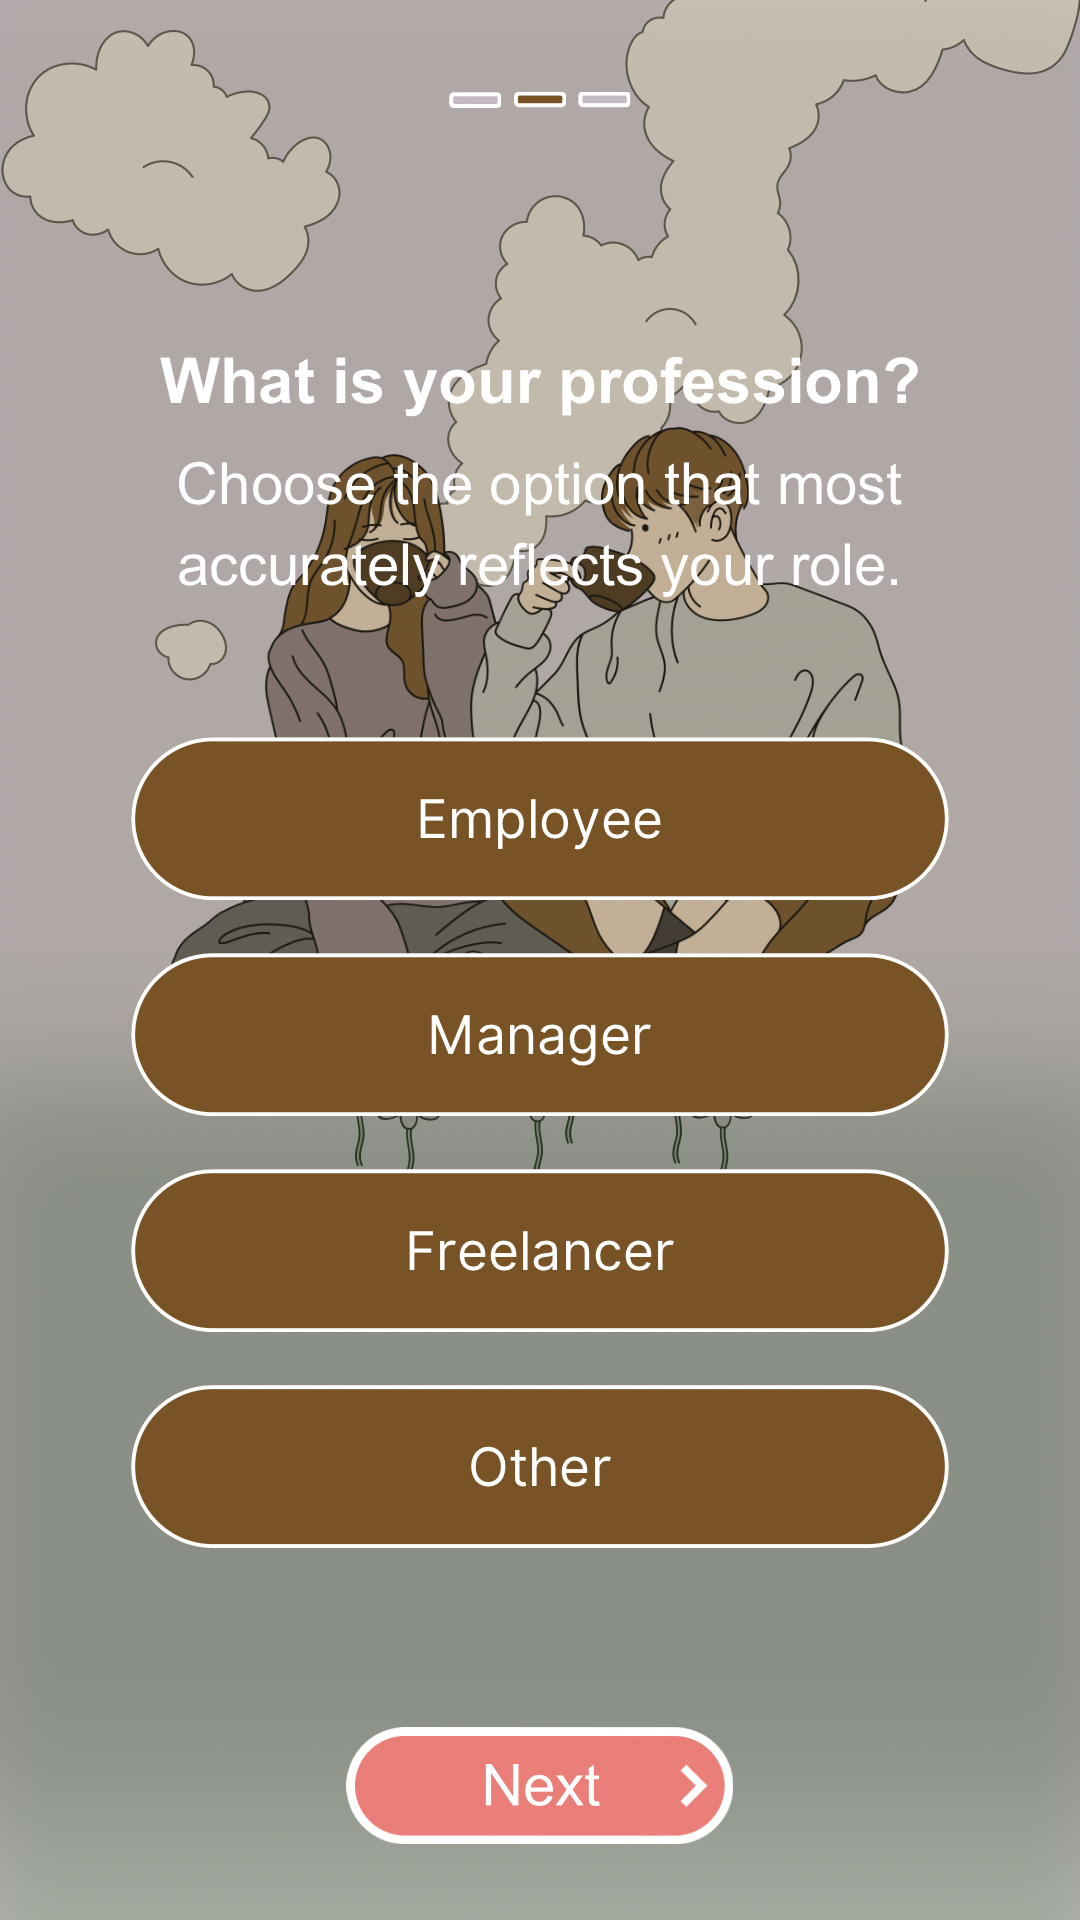 What is your profession?
Choose the option that most
accurately reflects your role.
Employee
Manager
Freelancer
Other
Next